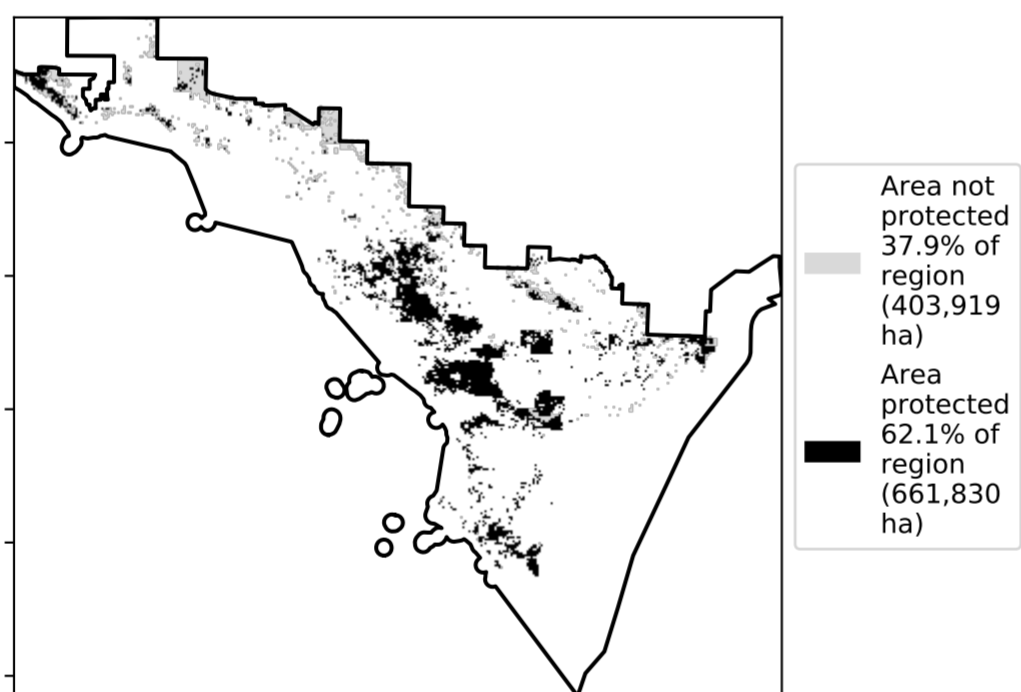 Area not
protected
37.9% of
region
(403,919
ha)
Area
protected
62.1% of
region
(661,830
ha)